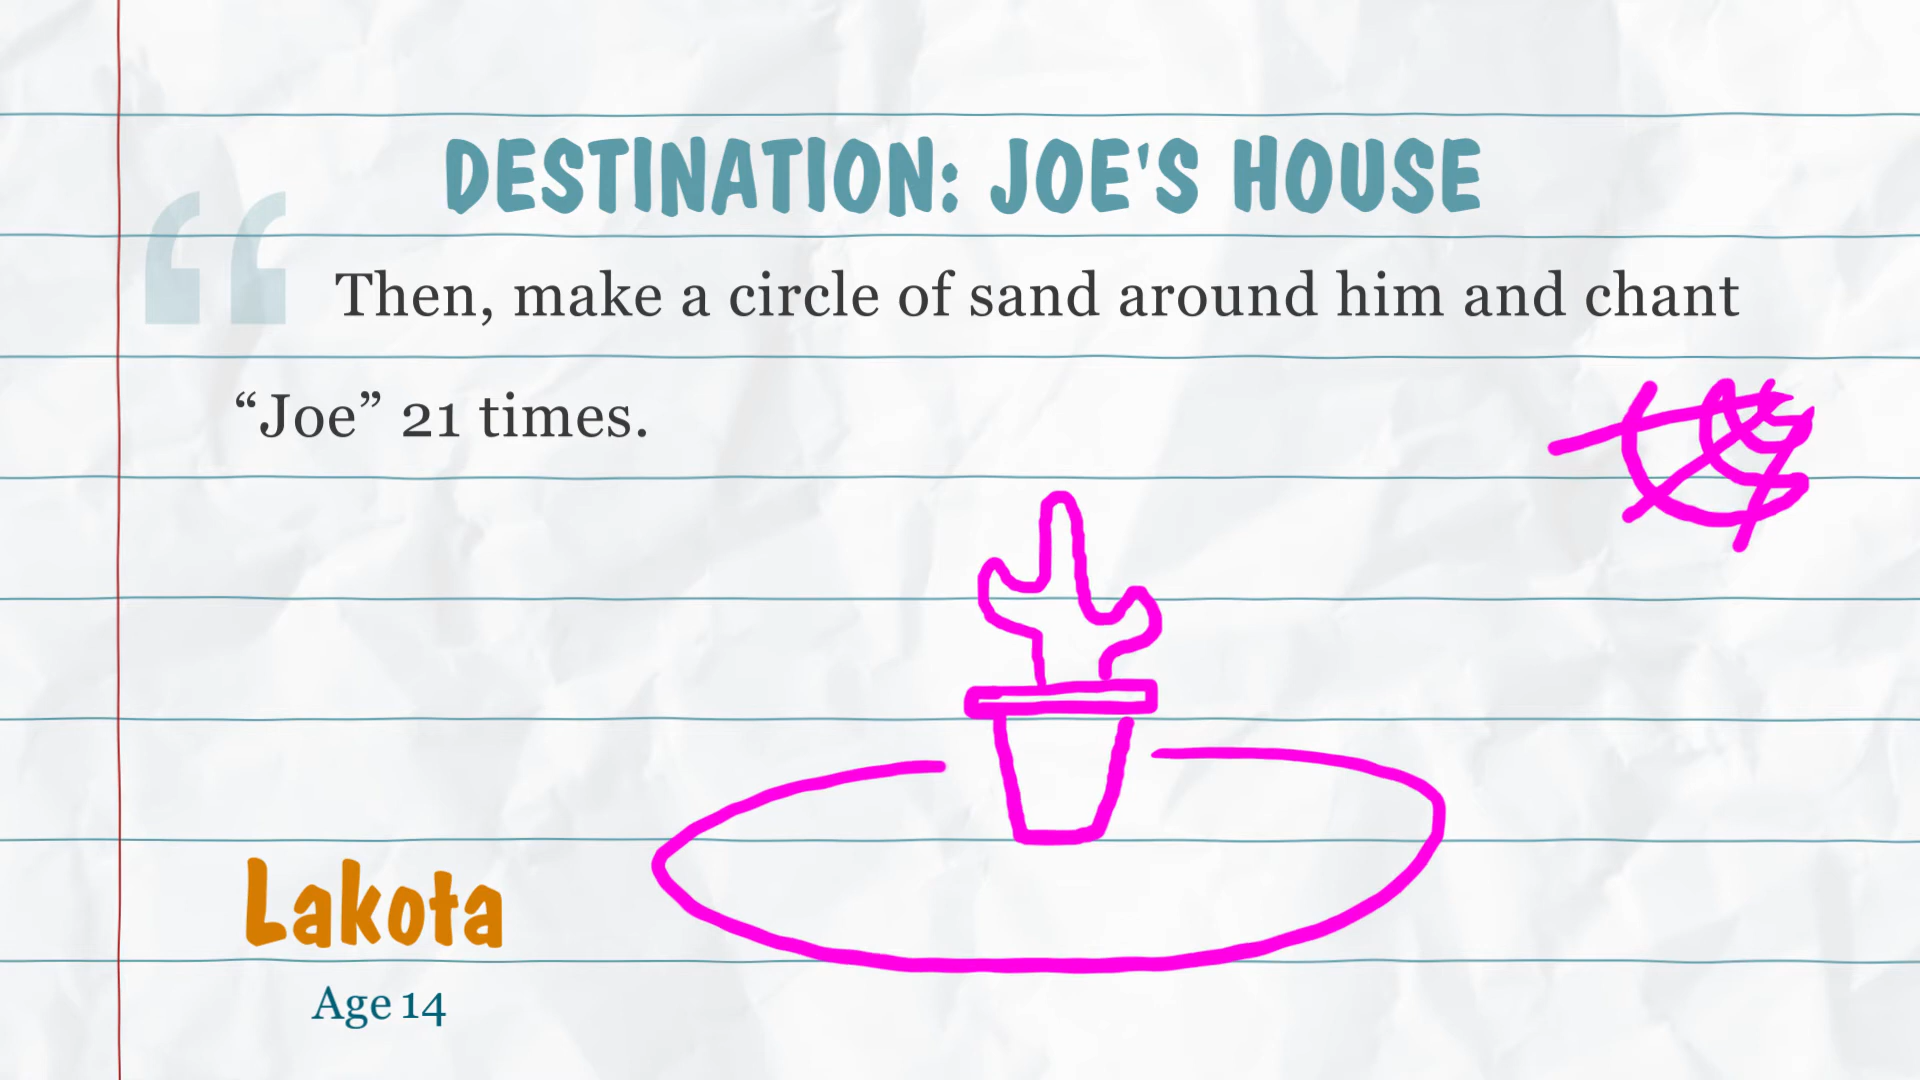 DESTINATION: JOE'S HOUSE
“ Then, make a circle of sand around him and chant
“Joe” 21 times.
Lakota
Age 14